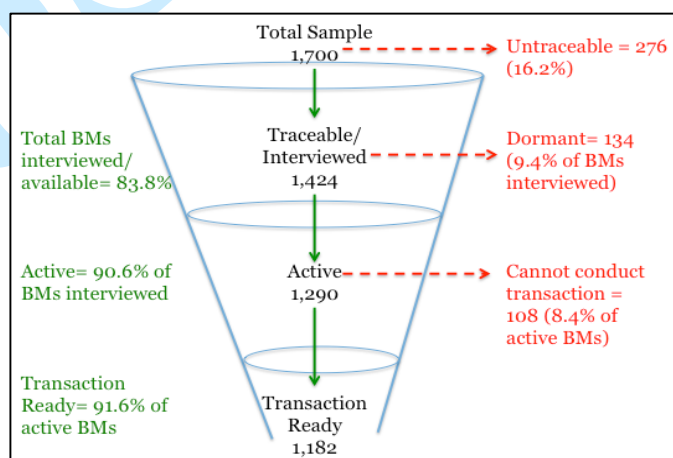 Total Sample
1,700
Untraceable = 276
(16.2%)
Total BMs
interviewed/
available= 83.8%
Traceable/
Interviewed
1,424
Dormant= 134
(9.4% of BMs
interviewed)
Active= 90.6% of
BMs interviewed
Active
1,290
Cannot conduct
transaction =
108 (8.4% of
active BMs)
Transaction
Ready= 91.6% of
active BMs
Transaction
Ready
1,182